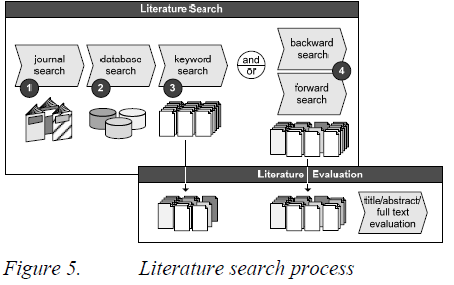 Literature Search
journal
search
1
database
search
2
keyword
search
3
and
or
backward
search
4
forward
search
Literature Evaluation
title/abstract/
full text
evaluation
Figure 5. Literature search process